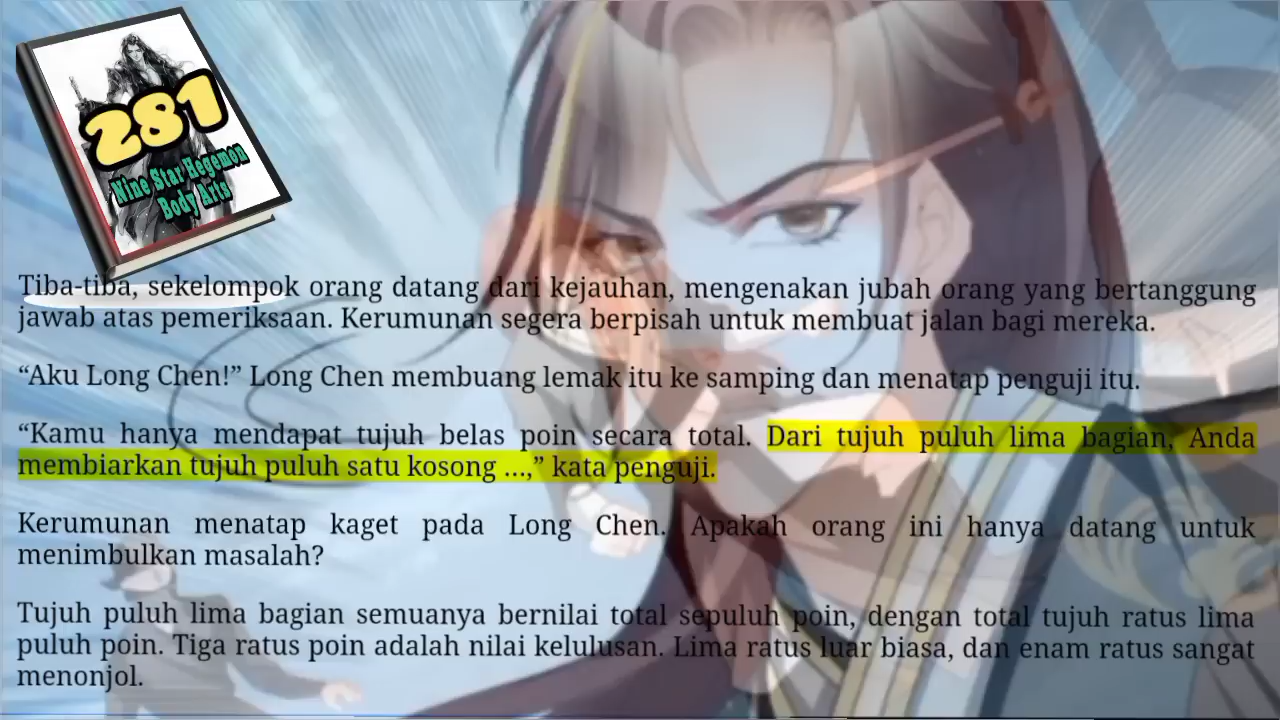 281
Nine Star Hegemon
Body Arts
Tiba-tiba, sekelompok orang datang dari kejauhan, mengenakan jubah orang yang bertanggung
jawab atas pemeriksaan. Kerumunan segera berpisah untuk membuat jalan bagi mereka.
“Aku Long Chen!” Long Chen membuang lemak itu ke samping dan menatap penguji itu.
“Kamu hanya mendapat tujuh belas poin secara total. Dari tujuh puluh lima bagian, Anda
membiarkan tujuh puluh satu kosong ...,” kata penguji.
Kerumunan menatap kaget pada Long Chen. Apakah orang ini hanya datang untuk
menimbulkan masalah?
Tujuh puluh lima bagian semuanya bernilai total sepuluh poin, dengan total tujuh ratus lima
puluh poin. Tiga ratus poin adalah nilai kelulusan. Lima ratus luar biasa, dan enam ratus sangat
menonjol.